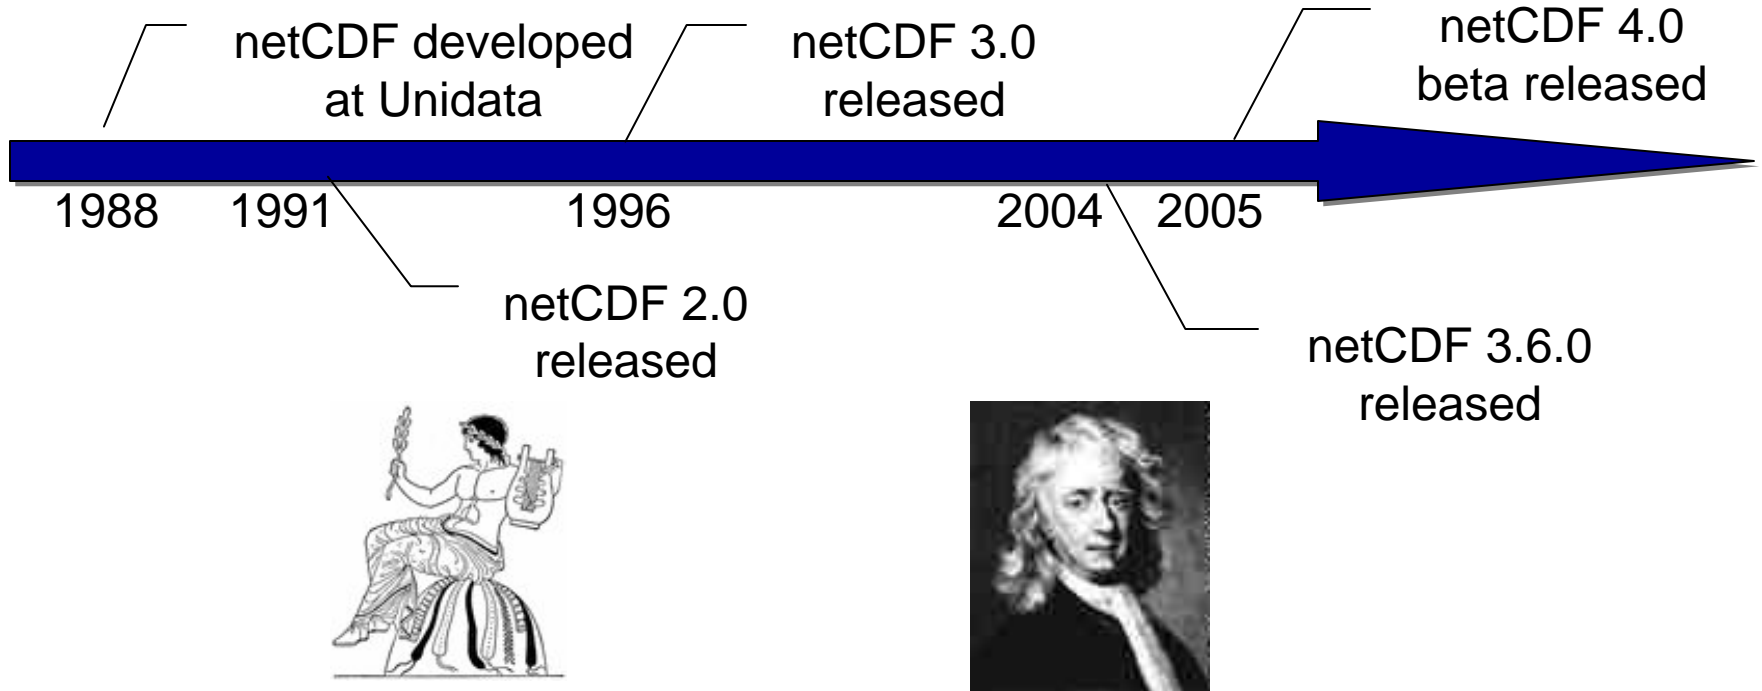 netCDF developed
at Unidata
netCDF 3.0
released
netCDF 4.0
beta released
1988 1991 1996 2004 2005
netCDF 2.0
released
netCDF 3.6.0
released